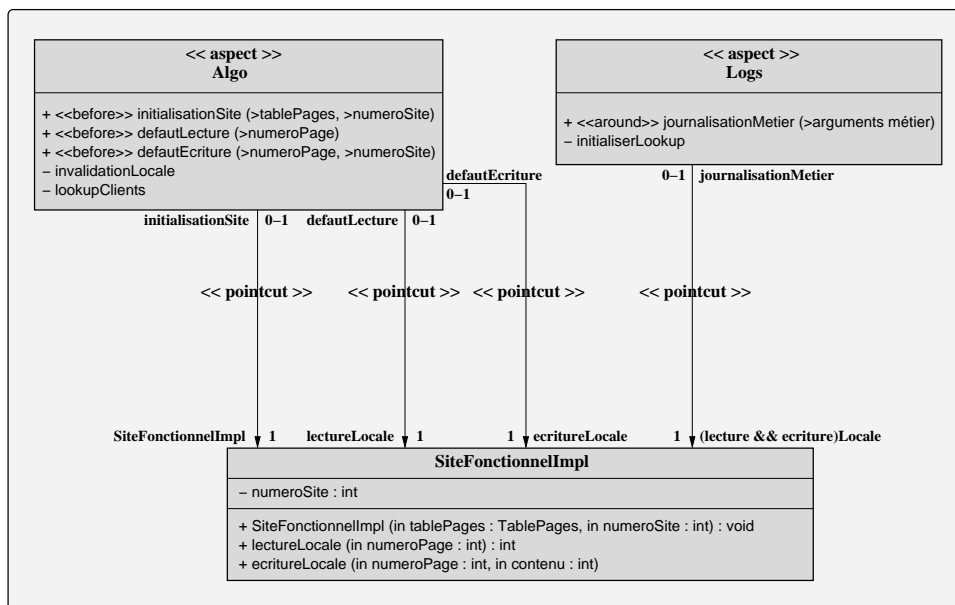 << aspect >>
Algo
+ <<before>> initialisationSite (>tablePages, >numeroSite)
+ <<before>> defautLecture (>numeroPage)
+ <<before>> defautEcriture (>numeroPage, >numeroSite)
− invalidationLocale
− lookupClients
<< aspect >>
Logs
+ <<around>> journalisationMetier (>arguments métier)
− initialiserLookup
defautEcriture
0−1
0−1 journalisationMetier
initialisationSite 0−1 defautLecture 0−1
<< pointcut >> << pointcut >> << pointcut >> << pointcut >>
SiteFonctionnelImpl 1 lectureLocale 1 1 ecritureLocale 1 (lecture && ecriture)Locale
SiteFonctionnelImpl
− numeroSite : int
+ SiteFonctionnelImpl (in tablePages : TablePages, in numeroSite : int) : void
+ lectureLocale (in numeroPage : int) : int
+ ecritureLocale (in numeroPage : int, in contenu : int)